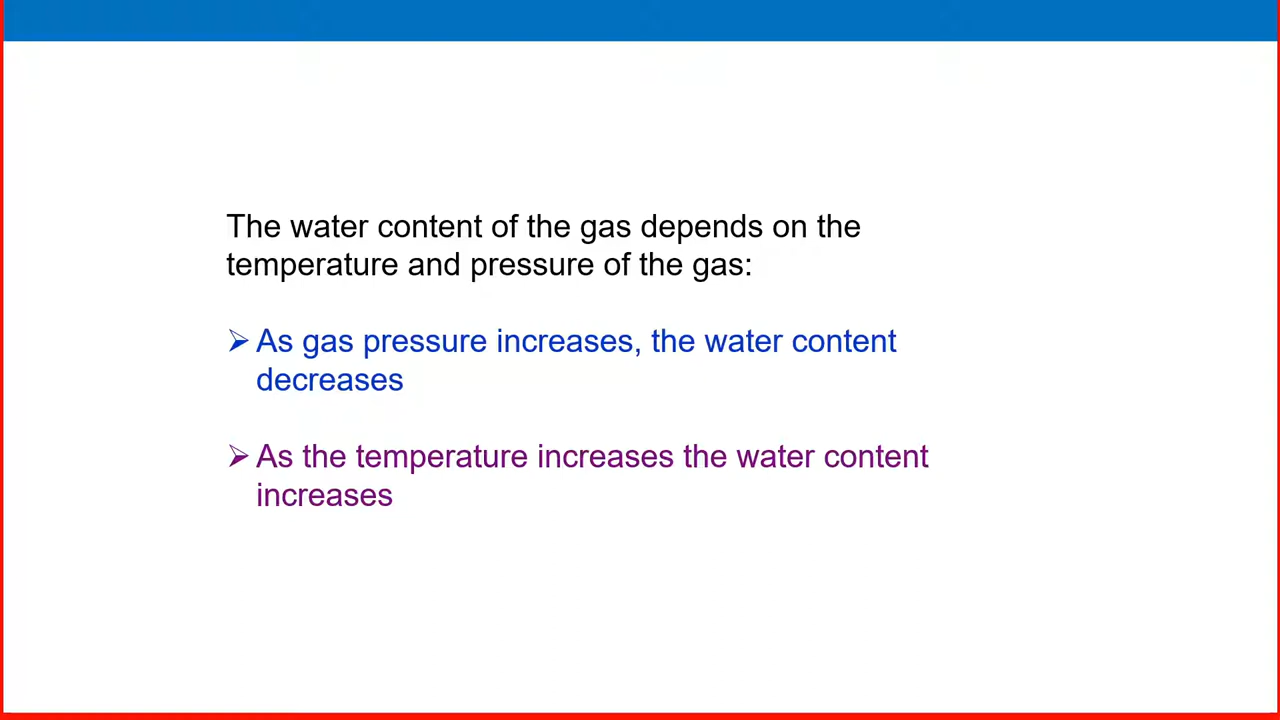 The water content of the gas depends on the
temperature and pressure of the gas:
➢ As gas pressure increases, the water content
decreases
➢ As the temperature increases the water content
increases